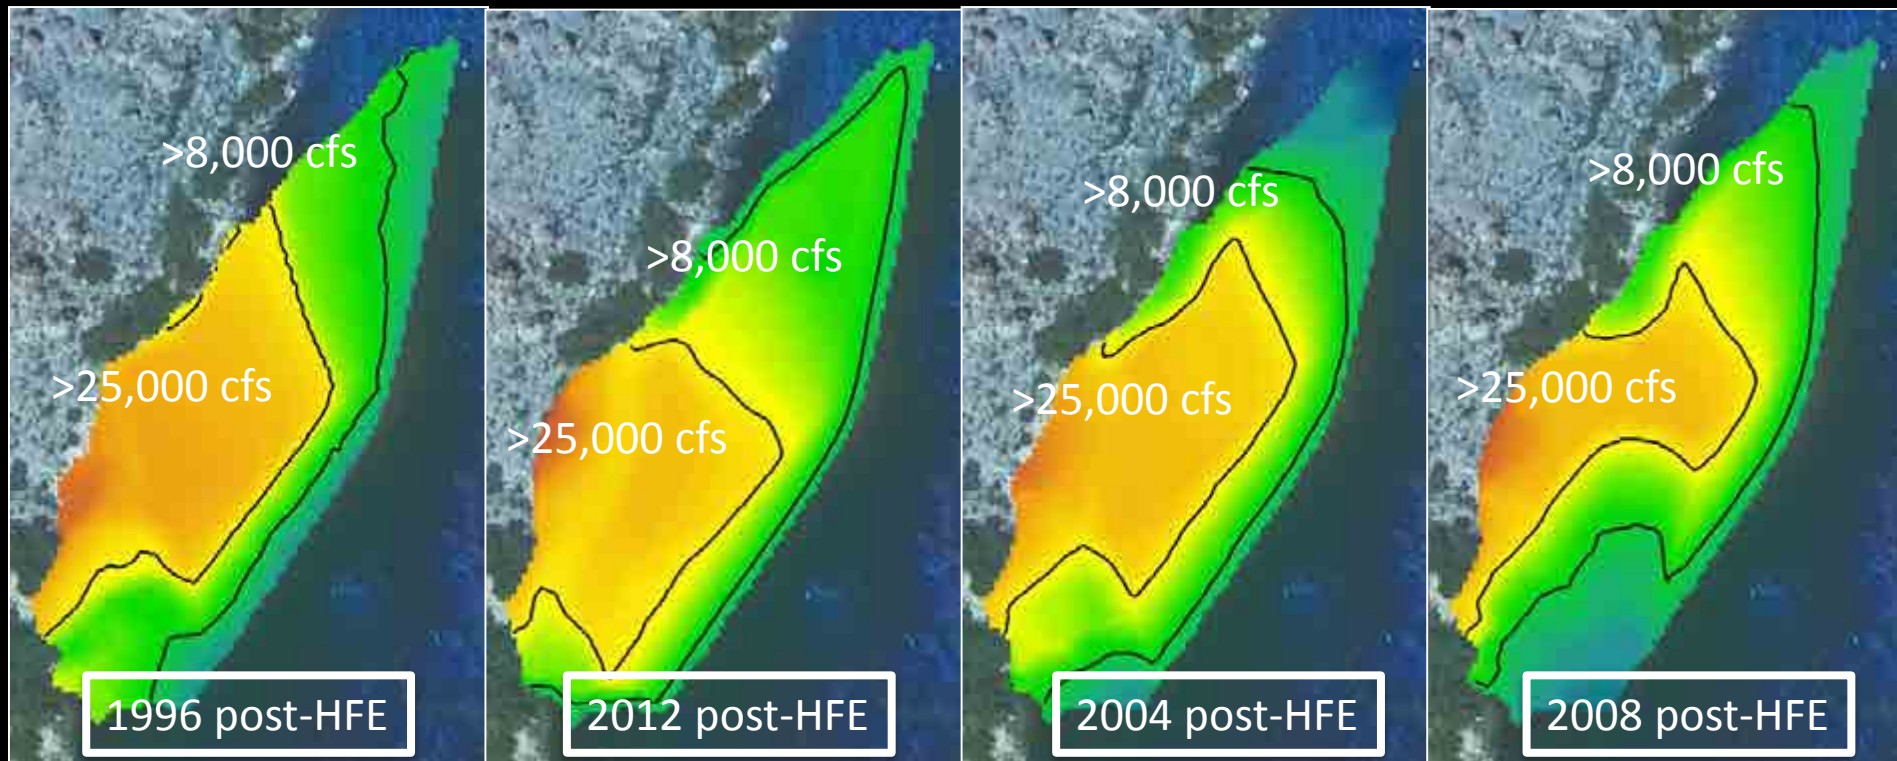 >8,000 cfs
>25,000 cfs
1996 post-HFE
>8,000 cfs
>25,000 cfs
2012 post-HFE
>8,000 cfs
>25,000 cfs
2004 post-HFE
>8,000 cfs
>25,000 cfs
2008 post-HFE